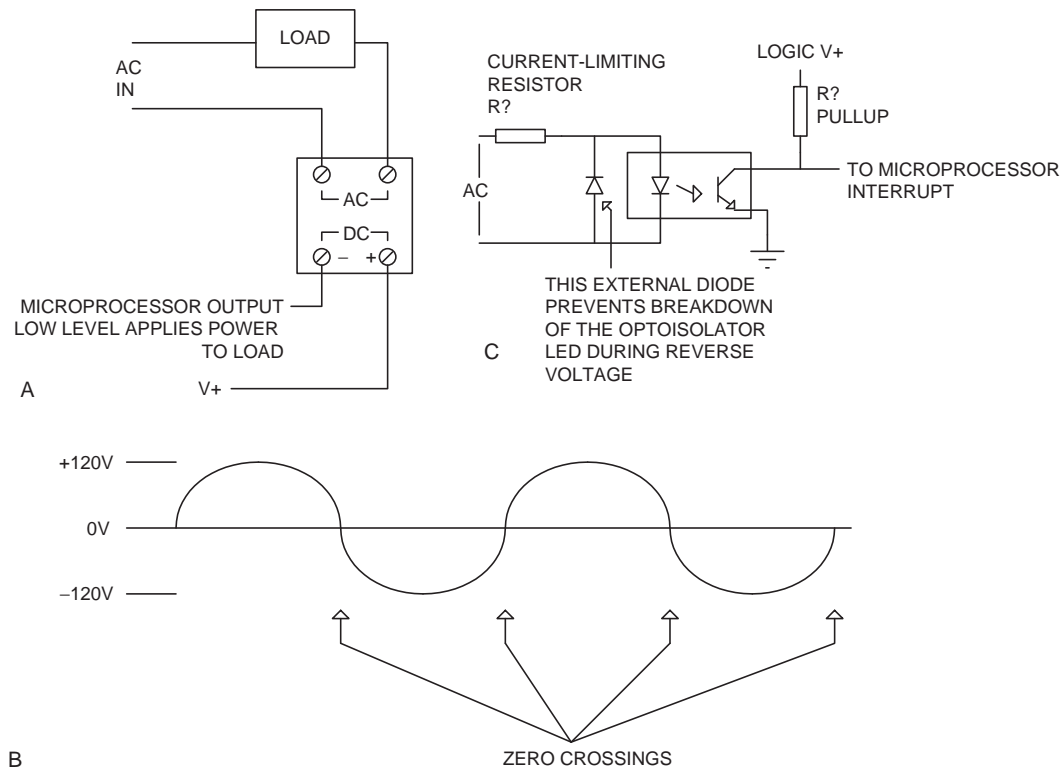 LOAD
AC
IN
AC
DC
– +
MICROPROCESSOR OUTPUT
LOW LEVEL APPLIES POWER
TO LOAD
V+
A
CURRENT-LIMITING
RESISTOR
R?
AC
LOGIC V+
R?
PULLUP
TO MICROPROCESSOR
INTERRUPT
THIS EXTERNAL DIODE
PREVENTS BREAKDOWN
OF THE OPTOISOLATOR
LED DURING REVERSE
VOLTAGE
C
+120V
0V
–120V
ZERO CROSSINGS
B